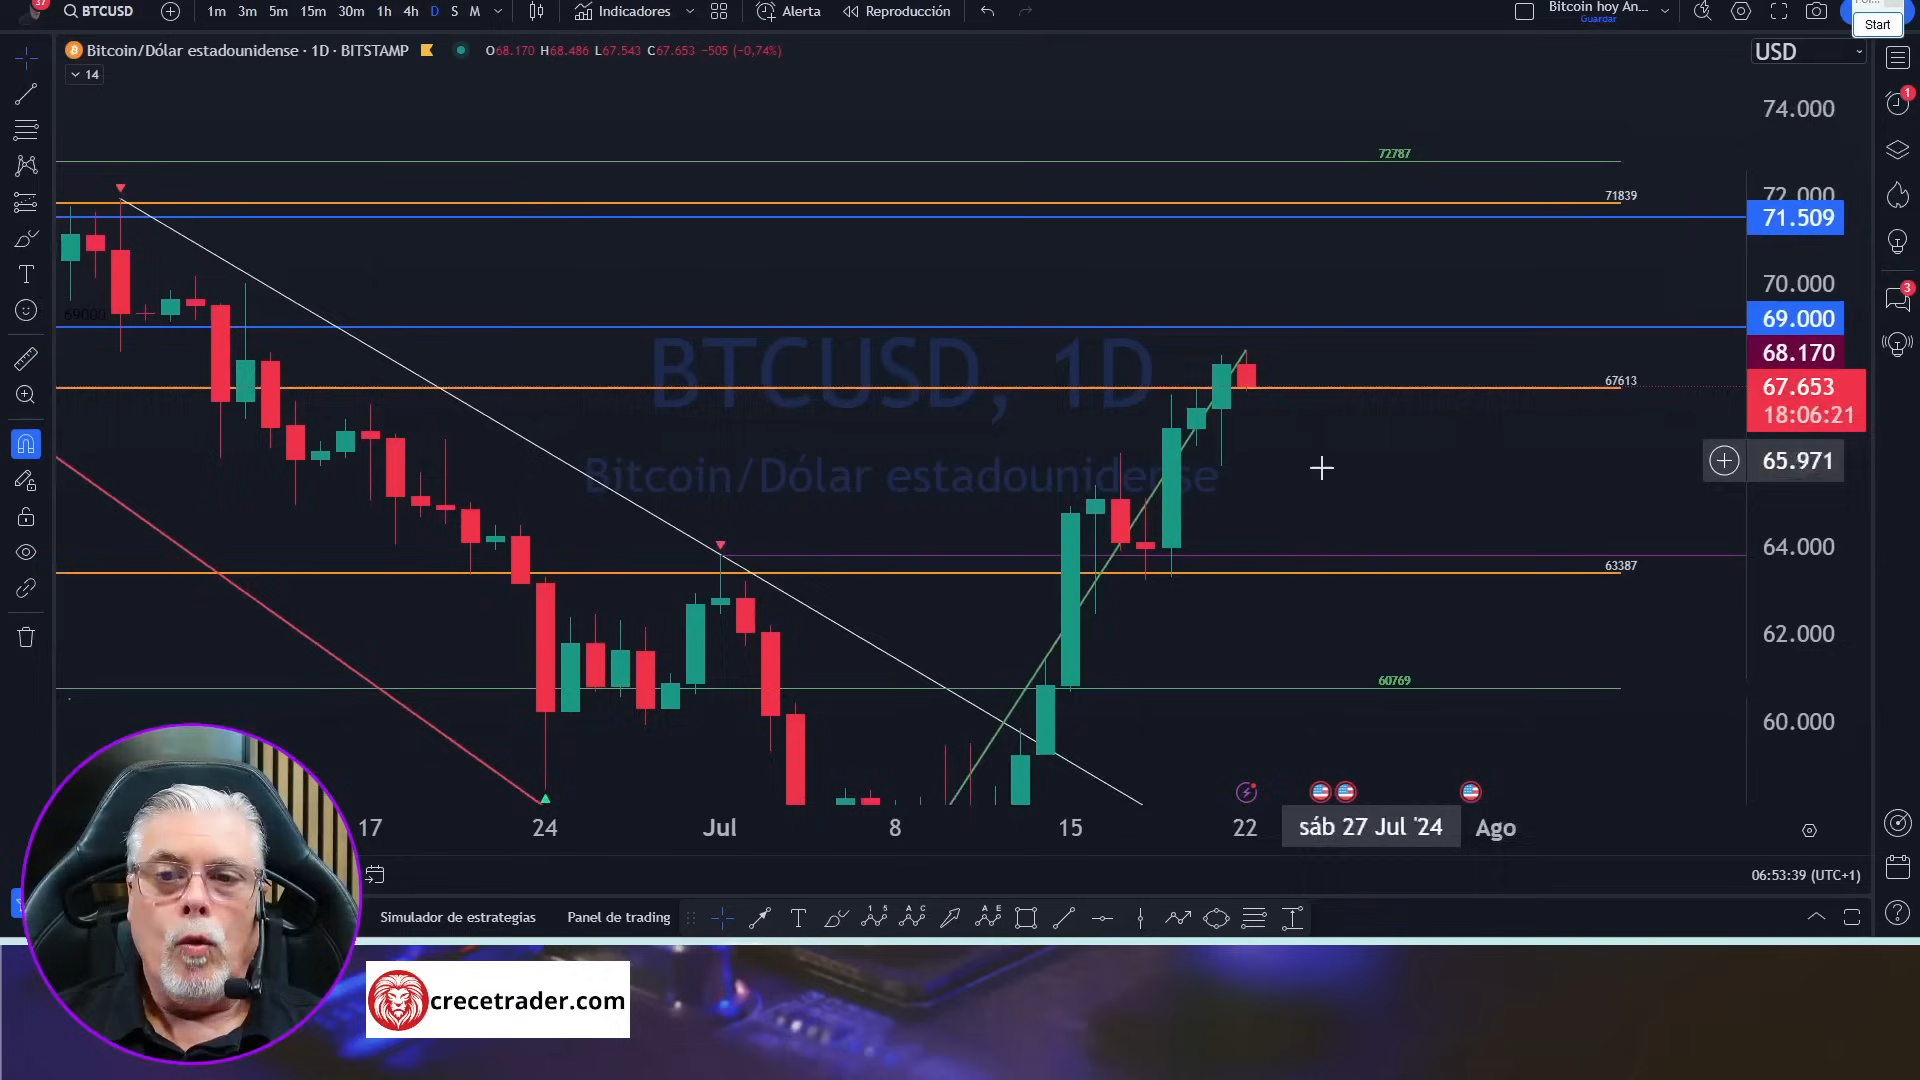 37
BTCUSD
1m 3m 5m 15m 30m 1h 4h D S M
Indicadores
Alerta
Reproducción
Bitcoin hoy An...
Guardar
Start
Bitcoin/Dólar estadounidense · 1D · BITSTAMP
O68.170 H68.486 L67.543 C67.653 −505 (−0,74%)
14
USD
74.000
72787
72.000
71839
71.509
70.000
69000
69.000
68.170
67613
67.653
18:06:21
65.971
64.000
63387
62.000
60769
60.000
BTCUSD, 1D
Bitcoin/Dólar estadounidense
1
3
17 24 Jul 8 15 22 sáb 27 Jul '24 Ago
06:53:39 (UTC+1)
Simulador de estrategias
Panel de trading
crecetrader.com